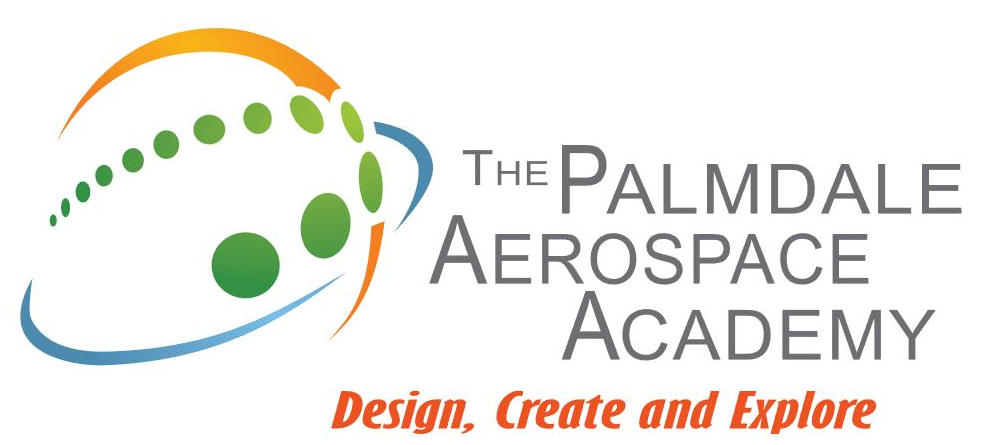 THE PALMDALE
AEROSPACE
ACADEMY
Design, Create and Explore